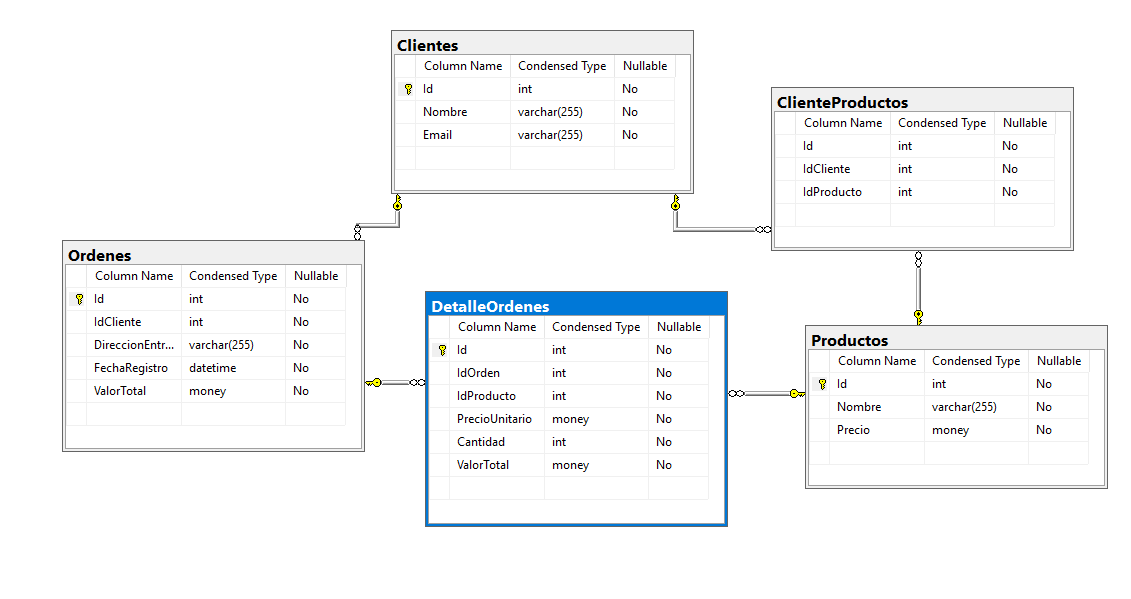 Clientes
Column Name Condensed Type Nullable
Id int No
Nombre varchar(255) No
Email varchar(255) No
ClienteProductos
Column Name Condensed Type Nullable
Id int No
IdCliente int No
IdProducto int No
Ordenes
Column Name Condensed Type Nullable
Id int No
IdCliente int No
DireccionEntr... varchar(255) No
FechaRegistro datetime No
ValorTotal money No
DetalleOrdenes
Column Name Condensed Type Nullable
Id int No
IdOrden int No
IdProducto int No
PrecioUnitario money No
Cantidad int No
ValorTotal money No
Productos
Column Name Condensed Type Nullable
Id int No
Nombre varchar(255) No
Precio money No